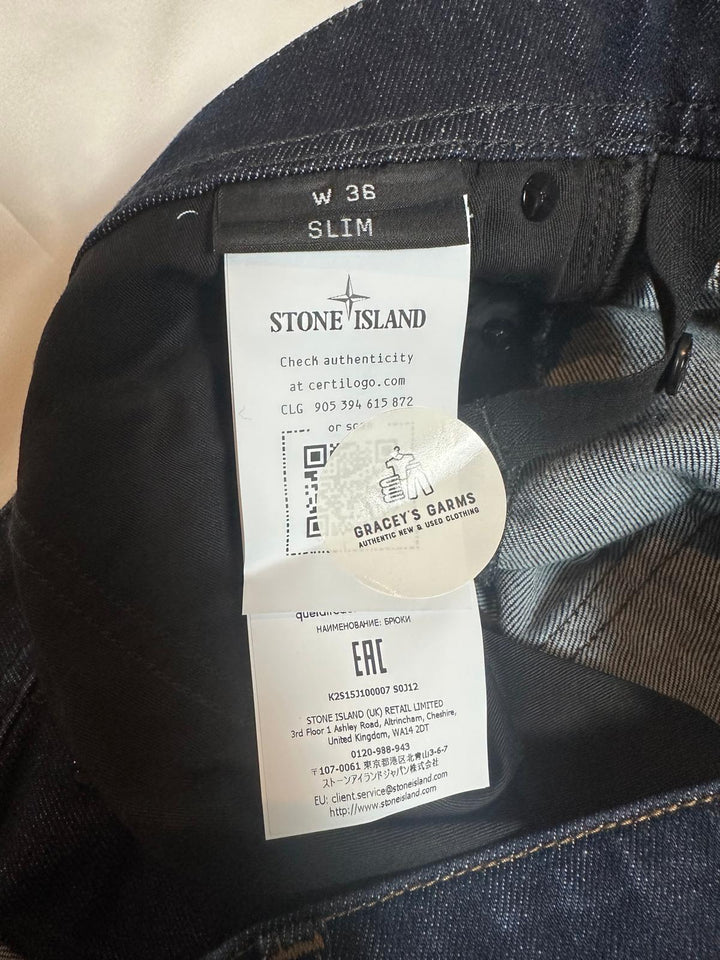 W 36
SLIM
STONE ISLAND
Check authenticity
at certilogo.com
CLG 905 394 615 872
or
GRACEY'S GARMS
AUTHENTIC NEW & USED CLOTHING
НАИМЕНОВАНИЕ: БРЮКИ
EAC
K2S15J100007 S0J12
STONE ISLAND (UK) RETAIL LIMITED
3rd Floor 1 Ashley Road, Altrincham, Cheshire,
United Kingdom, WA14 2DT
0120-988-943
〒107-0061 東京都港区北青山3-6-7
ストーンアイランドジャパン株式会社
EU: client.service@stoneisland.com
http://www.stoneisland.com